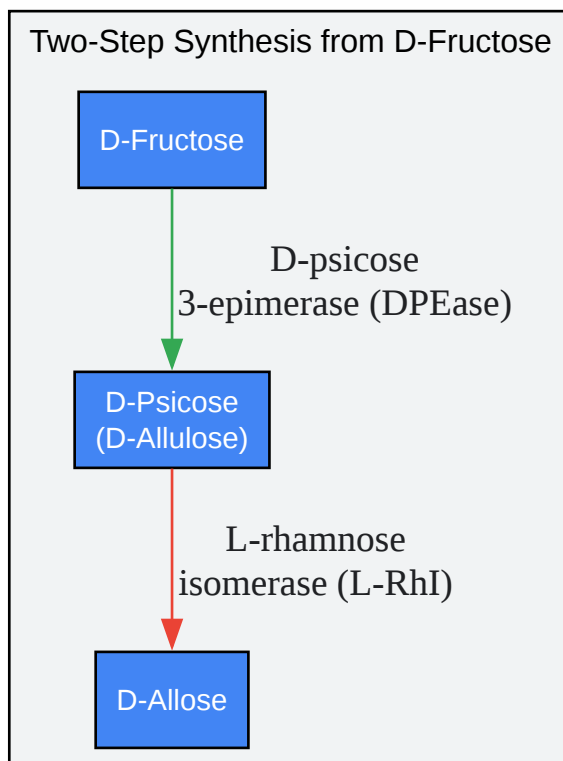 Two-Step Synthesis from D-Fructose
D-Fructose
D-psicose
3-epimerase (DPEase)
D-Psicose
(D-Allulose)
L-rhamnose
isomerase (L-RhI)
D-Allose